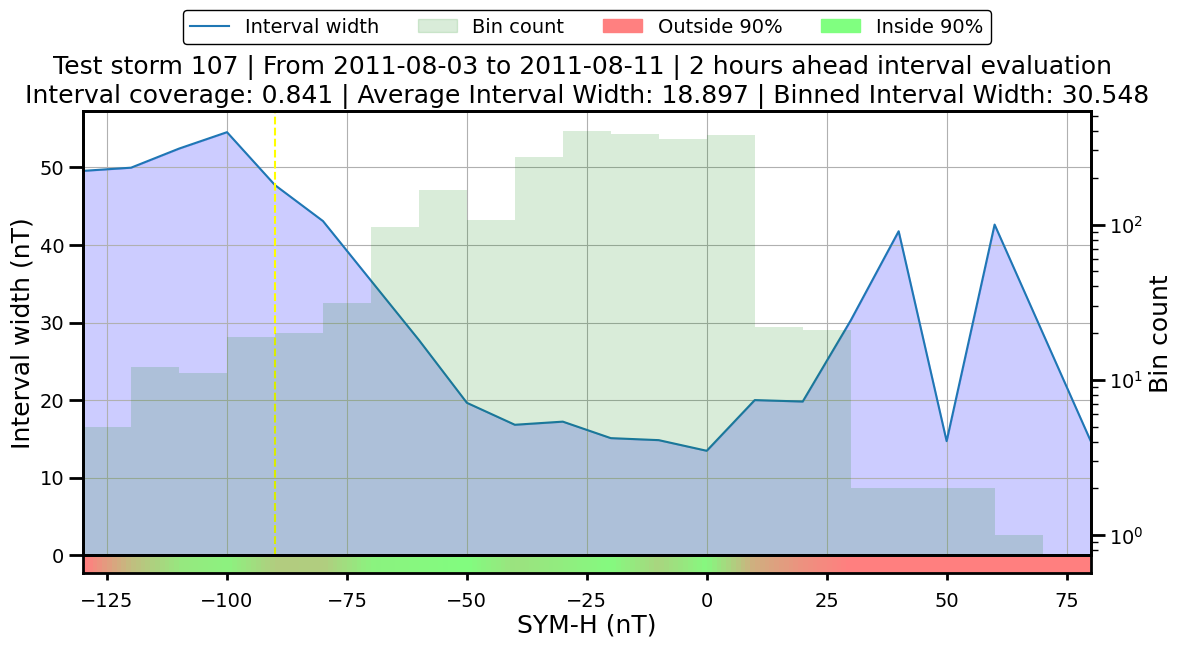 Interval width Bin count Outside 90% Inside 90%
Test storm 107 | From 2011-08-03 to 2011-08-11 | 2 hours ahead interval evaluation
Interval coverage: 0.841 | Average Interval Width: 18.897 | Binned Interval Width: 30.548
Interval width (nT)
50
40
30
20
10
0
10²
10¹
10⁰
Bin count
−125 −100 −75 −50 −25 0 25 50 75
SYM-H (nT)